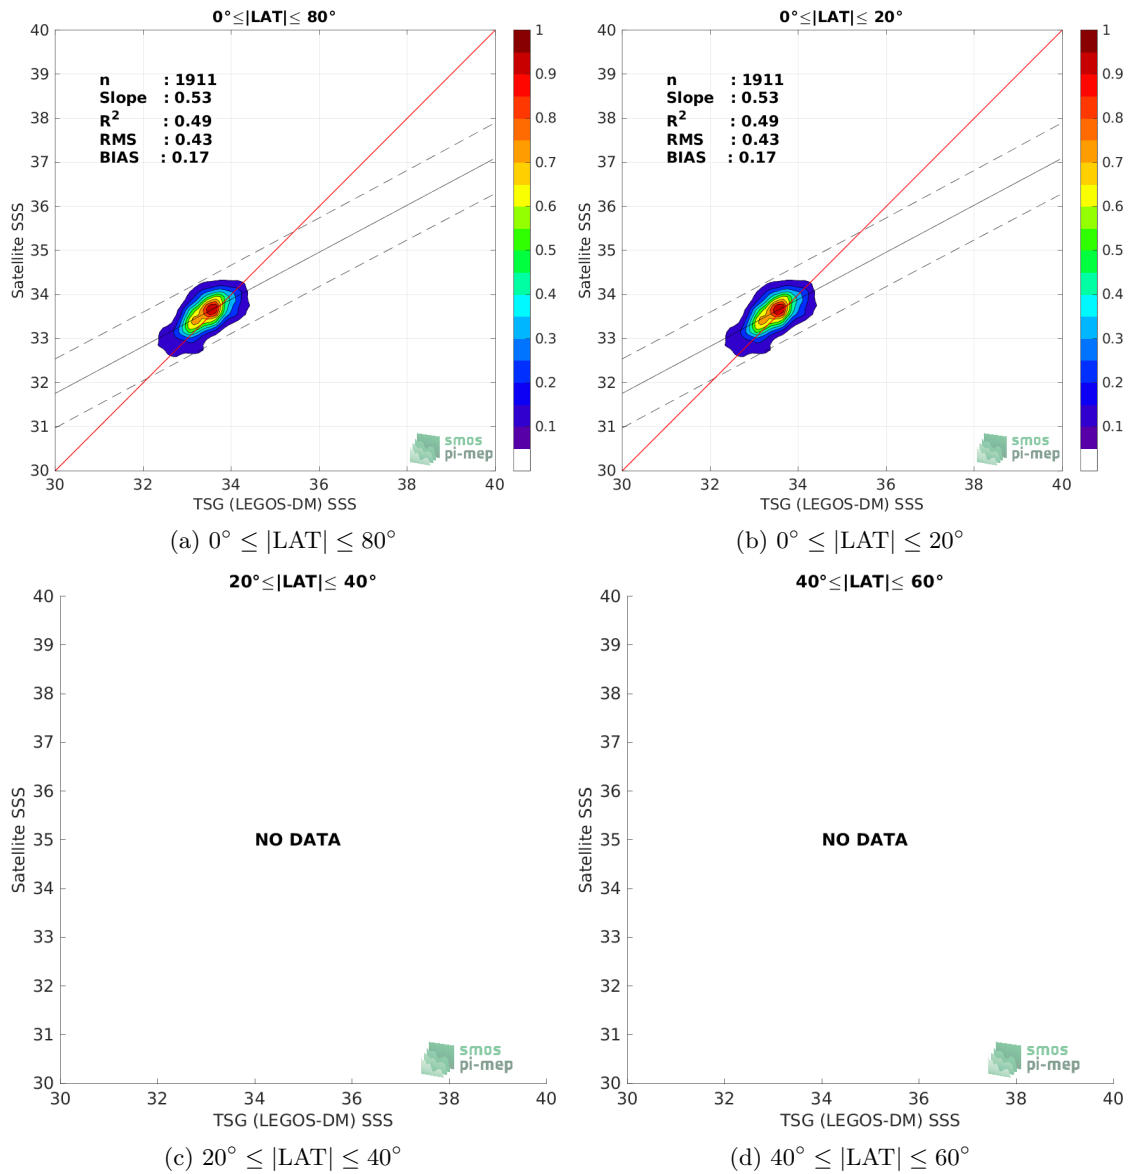 0°≤|LAT|≤ 80°
40
39
38
37
36
35
34
33
32
31
30
Satellite SSS
n : 1911
Slope : 0.53
R² : 0.49
RMS : 0.43
BIAS : 0.17
smos
pi-mep
30 32 34 36 38 40
TSG (LEGOS-DM) SSS
1
0.9
0.8
0.7
0.6
0.5
0.4
0.3
0.2
0.1
(a) 0° ≤ |LAT| ≤ 80°
0°≤|LAT|≤ 20°
40
39
38
37
36
35
34
33
32
31
30
Satellite SSS
n : 1911
Slope : 0.53
R² : 0.49
RMS : 0.43
BIAS : 0.17
smos
pi-mep
30 32 34 36 38 40
TSG (LEGOS-DM) SSS
1
0.9
0.8
0.7
0.6
0.5
0.4
0.3
0.2
0.1
(b) 0° ≤ |LAT| ≤ 20°
20°≤|LAT|≤ 40°
40
39
38
37
36
35
34
33
32
31
30
Satellite SSS
NO DATA
smos
pi-mep
30 32 34 36 38 40
TSG (LEGOS-DM) SSS
(c) 20° ≤ |LAT| ≤ 40°
40°≤|LAT|≤ 60°
40
39
38
37
36
35
34
33
32
31
30
Satellite SSS
NO DATA
smos
pi-mep
30 32 34 36 38 40
TSG (LEGOS-DM) SSS
(d) 40° ≤ |LAT| ≤ 60°